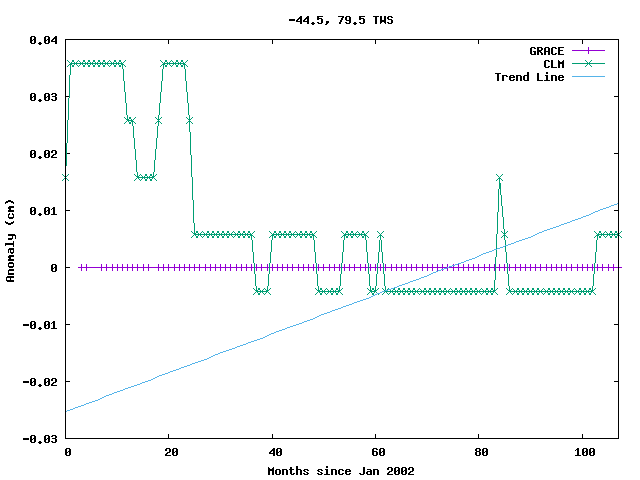 -44.5, 79.5 TWS
GRACE
CLM
Trend Line
0.04
0.03
0.02
0.01
0
-0.01
-0.02
-0.03
Anomaly (cm)
0 20 40 60 80 100
Months since Jan 2002